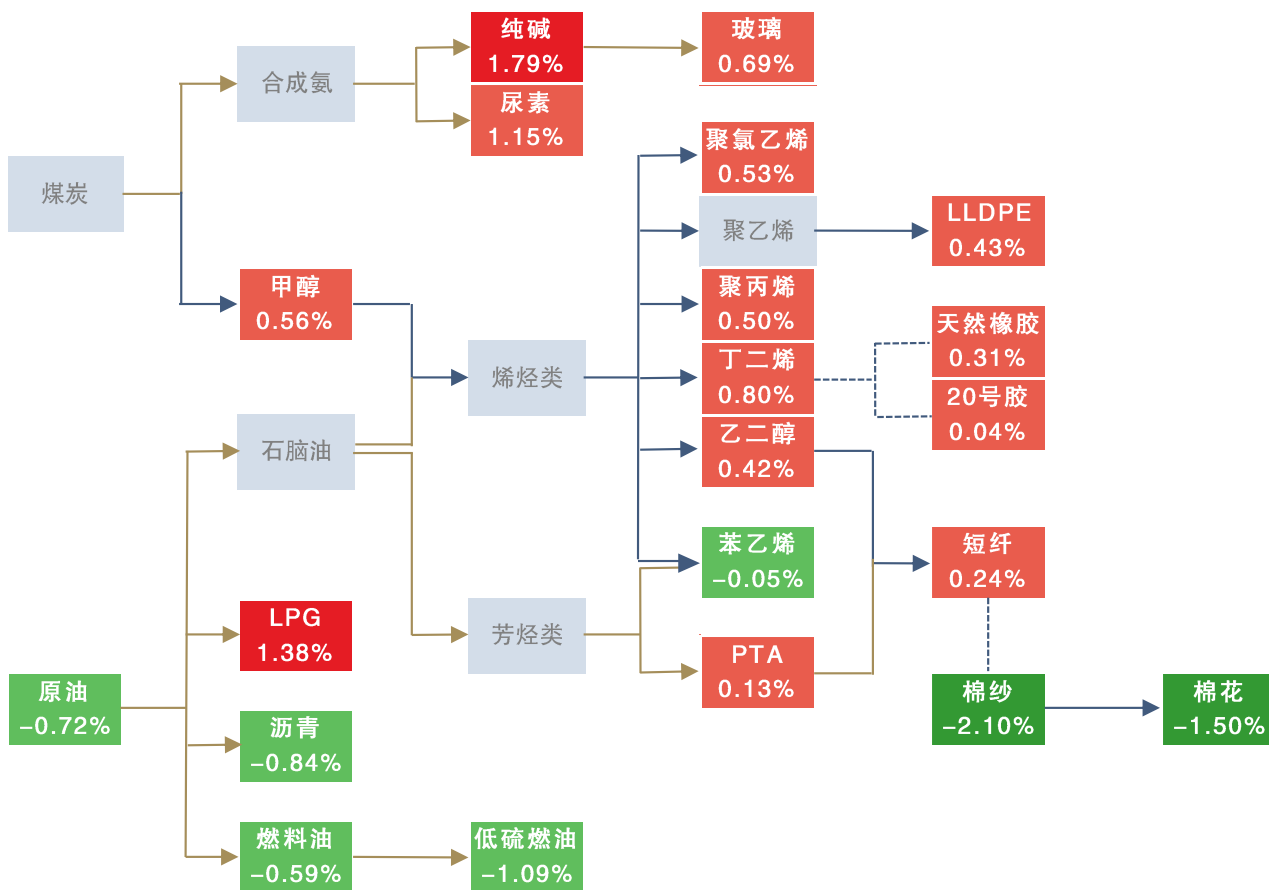 纯碱
1.79%
玻璃
0.69%
合成氨
尿素
1.15%
聚氯乙烯
0.53%
煤炭
聚乙烯
LLDPE
0.43%
甲醇
0.56%
聚丙烯
0.50%
天然橡胶
0.31%
烯烃类
丁二烯
0.80%
20号胶
0.04%
石脑油
乙二醇
0.42%
苯乙烯
-0.05%
短纤
0.24%
LPG
1.38%
芳烃类
PTA
0.13%
原油
-0.72%
沥青
-0.84%
棉纱
-2.10%
棉花
-1.50%
燃料油
-0.59%
低硫燃油
-1.09%